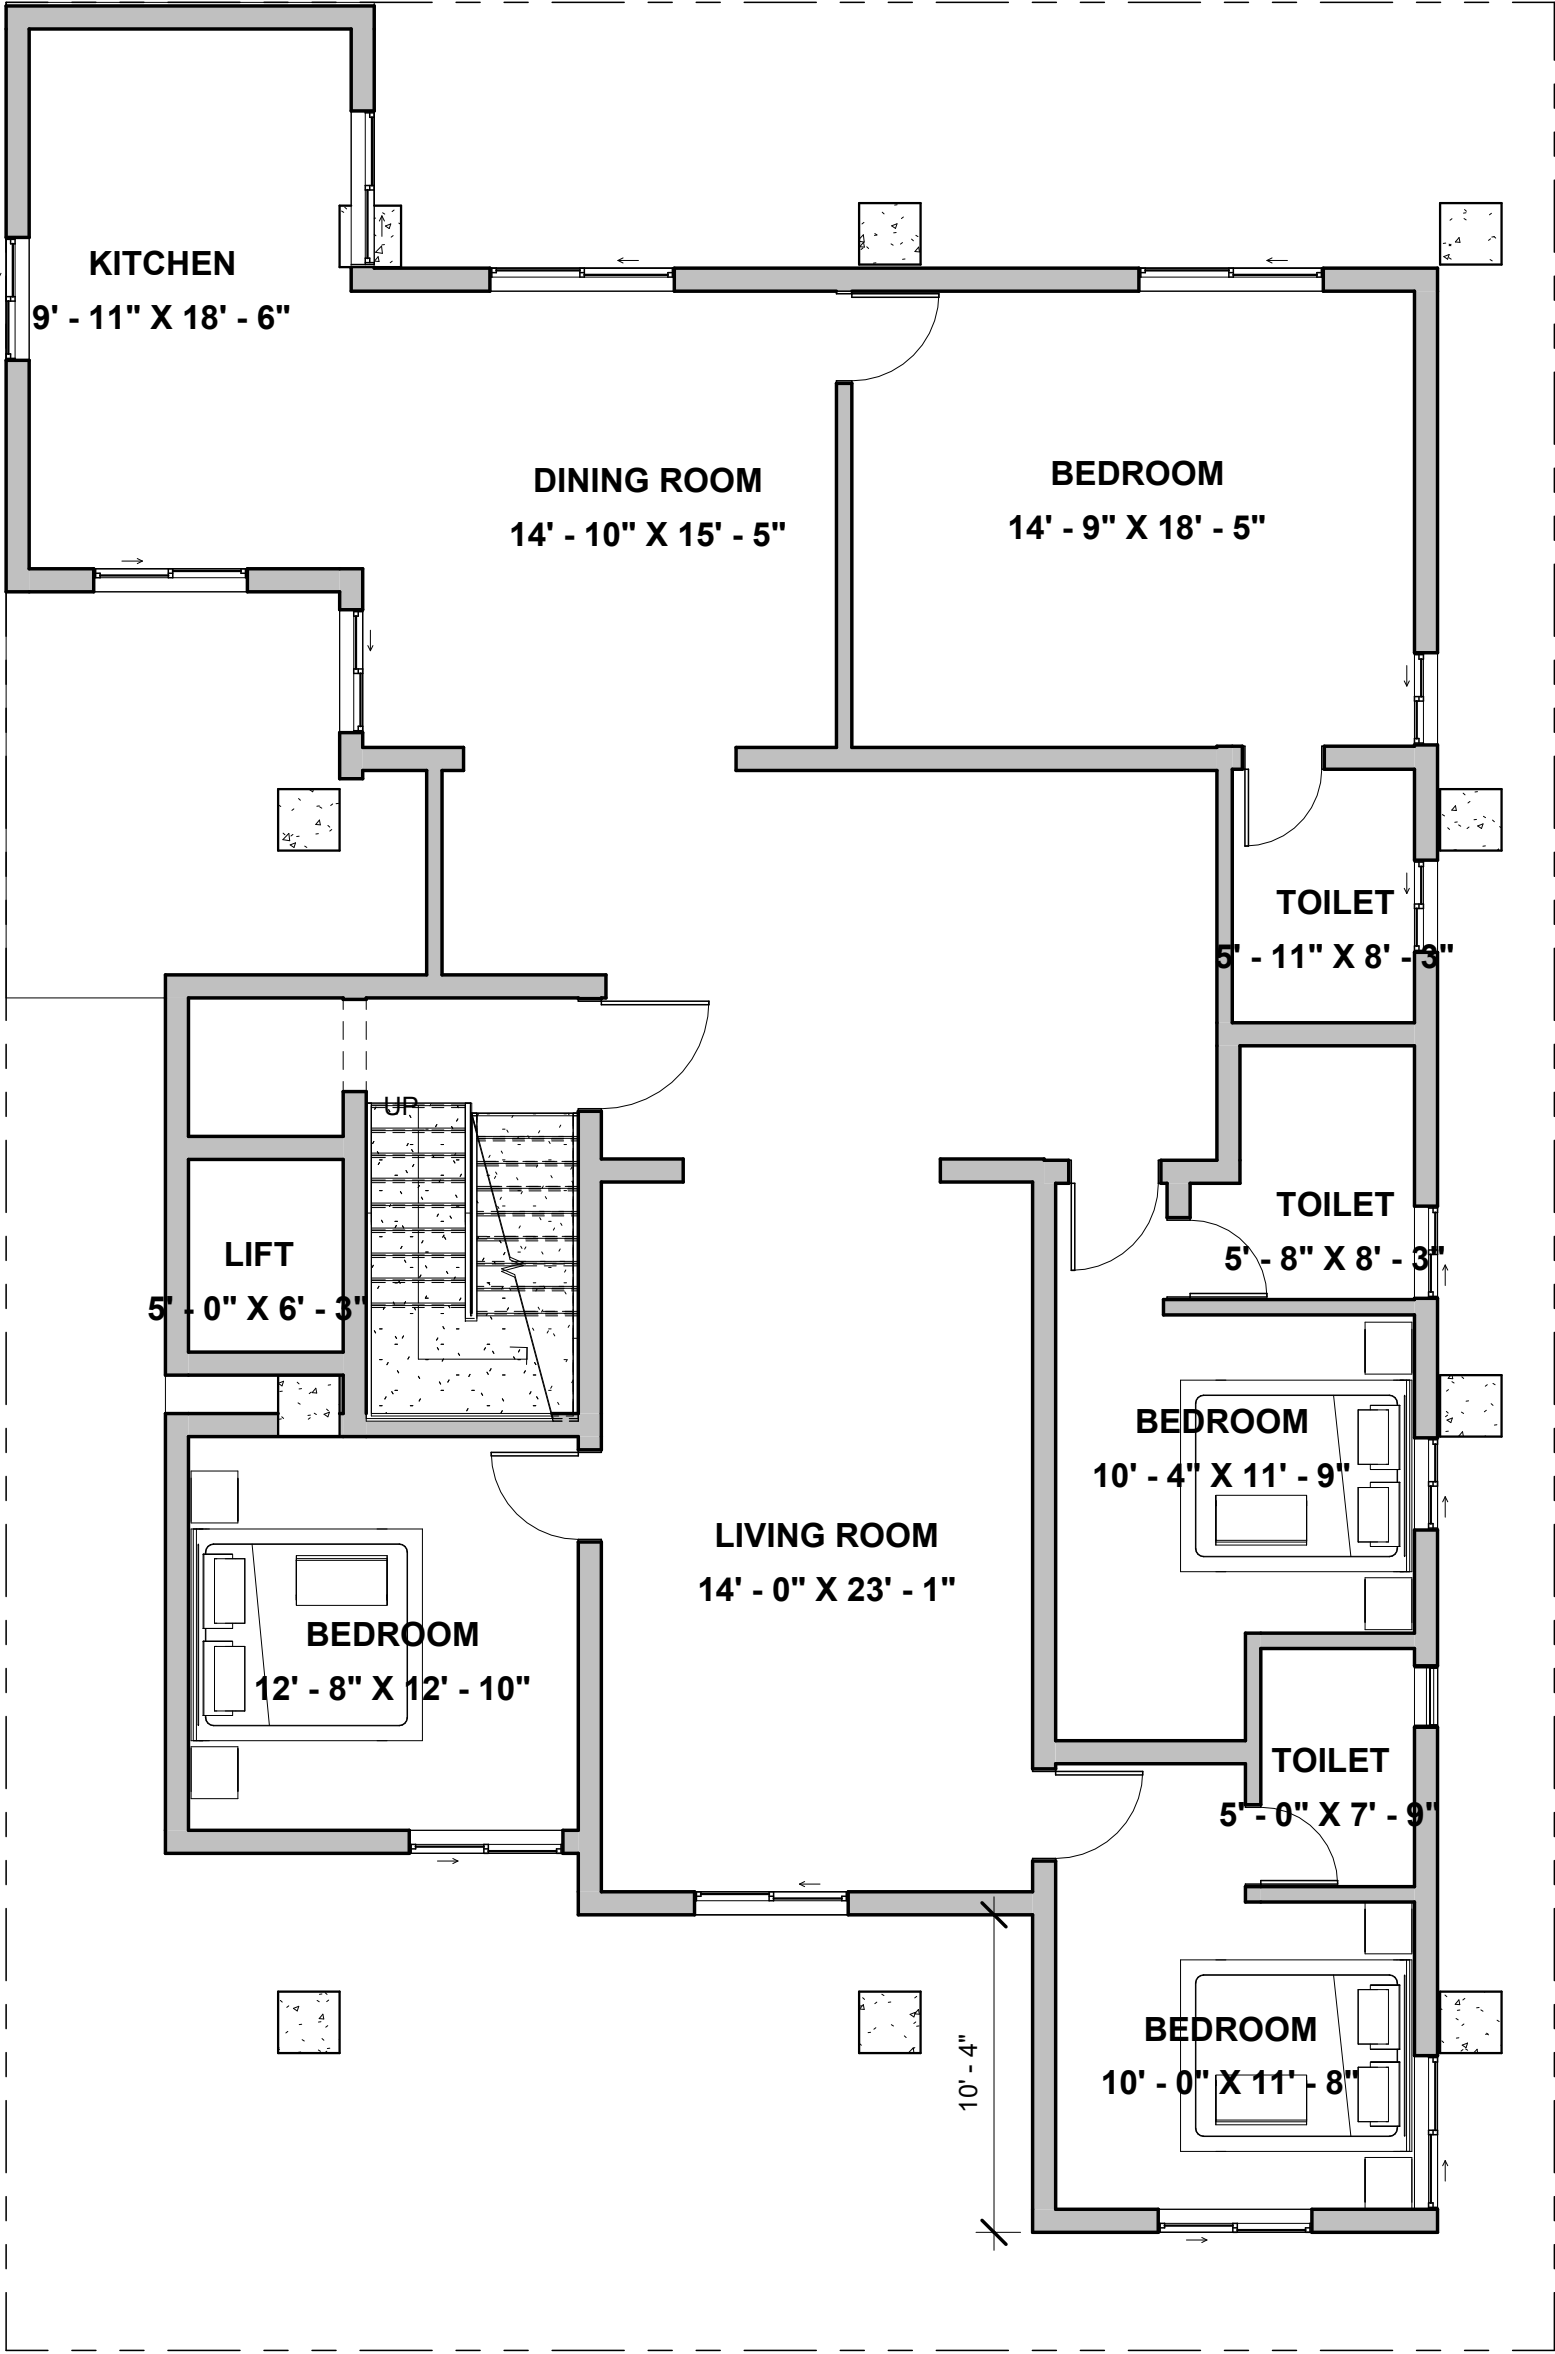 KITCHEN
9' - 11" X 18' - 6"
DINING ROOM
14' - 10" X 15' - 5"
BEDROOM
14' - 9" X 18' - 5"
TOILET
5' - 11" X 8' - 3"
UP
TOILET
5' - 8" X 8' - 3"
LIFT
5' - 0" X 6' - 3"
BEDROOM
10' - 4" X 11' - 9"
LIVING ROOM
14' - 0" X 23' - 1"
BEDROOM
12' - 8" X 12' - 10"
TOILET
5' - 0" X 7' - 9"
BEDROOM
10' - 0" X 11' - 8"
10' - 4"